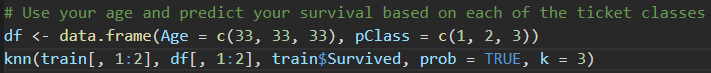 # Use your age and predict your survival based on each of the ticket classes
df <- data.frame(Age = c(33, 33, 33), pClass = c(1, 2, 3))
knn(train[, 1:2], df[, 1:2], train$Survived, prob = TRUE, k = 3)